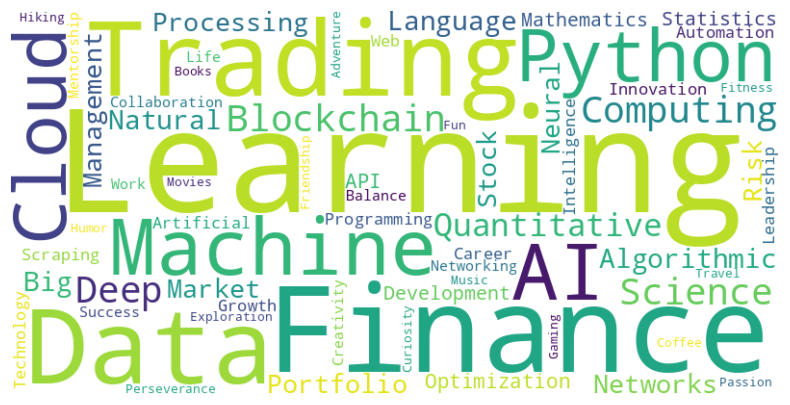 Hiking
Mentorship
Processing
Life
Books
Adventure
Web
Language
Mathematics
Statistics
Automation
Trading
Python
Cloud
Management
Collaboration
Natural
Blockchain
Fun
Neural
Innovation
Fitness
Computing
Learning
Work
Movies
Friendship
API
Balance
Stock
Intelligence
Risk
Leadership
Humor
Artificial
Programming
Quantitative
Scraping
Machine
Career
Networking
Music
AI
Algorithmic
Travel
Big
Deep
Market
Growth
Success
Exploration
Development
Science
Technology
Data
Creativity
Finance
Curiosity
Gaming
Coffee
Perseverance
Portfolio
Optimization
Networks
Passion